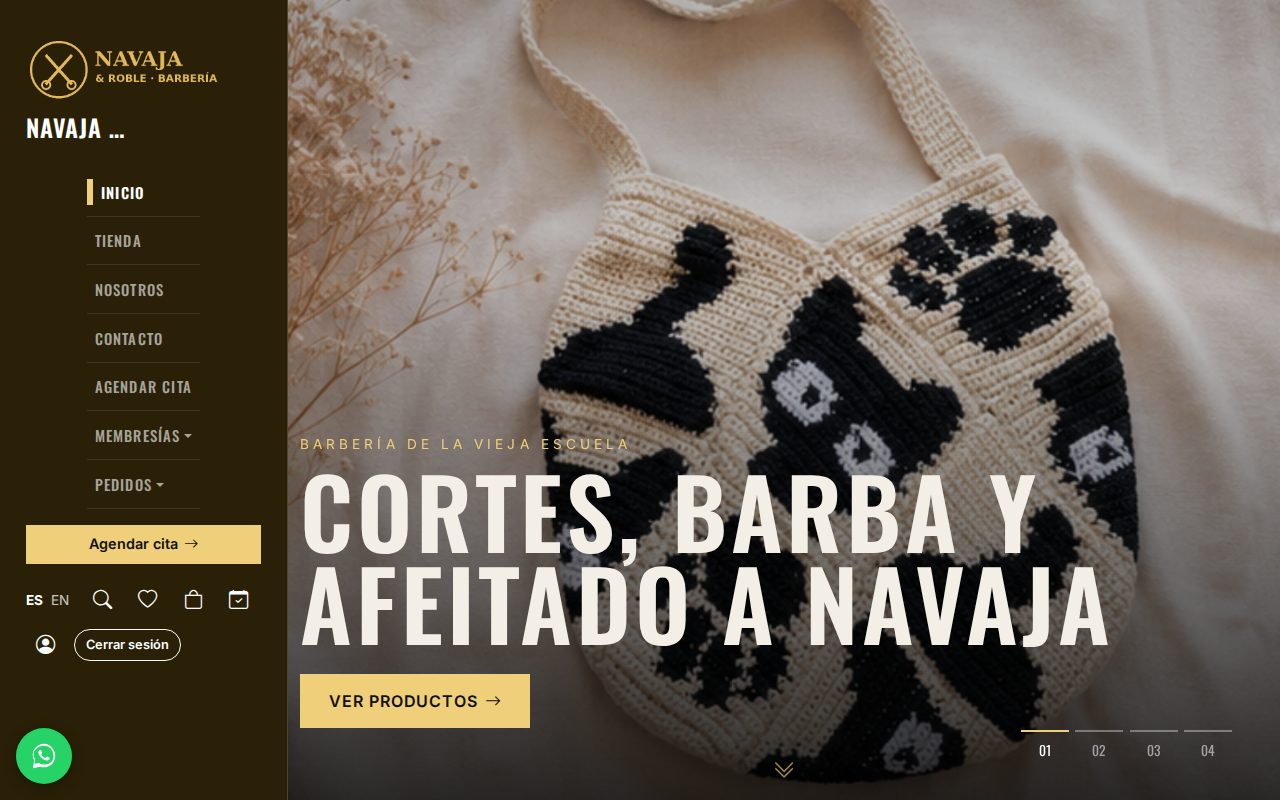 NAVAJA
& ROBLE · BARBERÍA
NAVAJA ...
INICIO
TIENDA
NOSOTROS
CONTACTO
AGENDAR CITA
MEMBRESÍAS
PEDIDOS
Agendar cita →
ES EN
Cerrar sesión
BARBERÍA DE LA VIEJA ESCUELA
CORTES, BARBA Y
AFEITADO A NAVAJA
VER PRODUCTOS →
01 02 03 04